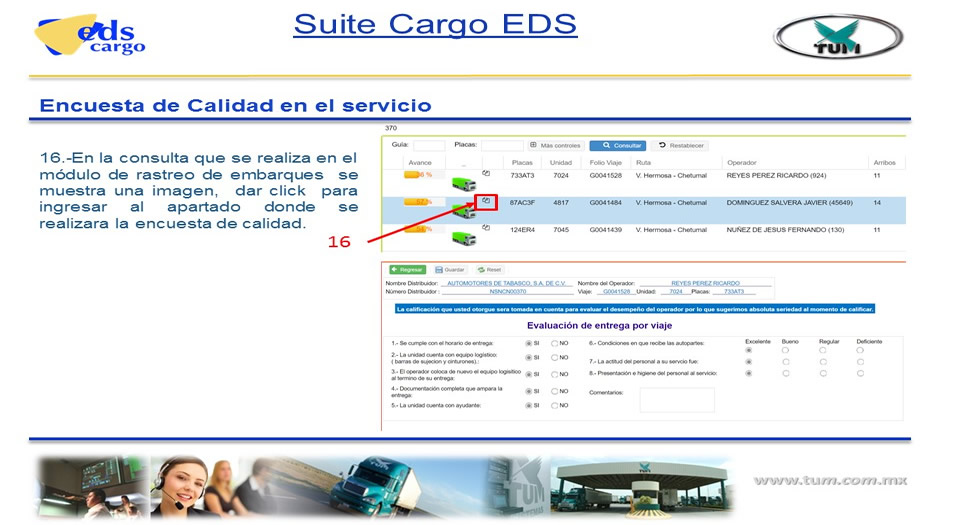 eds
cargo
Suite Cargo EDS
TUM
Encuesta de Calidad en el servicio
16.-En la consulta que se realiza en el
módulo de rastreo de embarques se
muestra una imagen, dar click para
ingresar al apartado donde se
realizara la encuesta de calidad.
16
370
Guia: Placas: Más controles Consultar Restablecer
Avance Placas Unidad Folio Viaje Ruta Operador Arribos
733AT3 7024 G0041528 V. Hermosa - Chetumal REYES PEREZ RICARDO (924) 11
87AC3F 4817 G0041484 V. Hermosa - Chetumal DOMINGUEZ SALVERA JAVIER (45649) 14
124ER4 7045 G0041439 V. Hermosa - Chetumal NUÑEZ DE JESUS FERNANDO (130) 11
Regresar Guardar Reset
Nombre Distribuidor: AUTOMOTORES DE TABASCO, S.A. DE C.V. Nombre del Operador: REYES PEREZ RICARDO
Número Distribuidor : NSNCN00370 Viaje: G0041528 Unidad: 7024 Placas: 733AT3
La calificación que usted otorgue sera tomada en cuenta para evaluar el desempeño del operador por lo que sugerimos absoluta seriedad al momento de calificar.
Evaluación de entrega por viaje
1.- Se cumple con el horario de entrega: SI NO
2.- La unidad cuenta con equipo logístico:
( barras de sujecion y cinturones).: SI NO
3.- El operador coloca de nuevo el equipo logisitico
al termino de su entrega: SI NO
4.- Documentación completa que ampara la
entrega: SI NO
5.- La unidad cuenta con ayudante: SI NO
Excelente Bueno Regular Deficiente
6.- Condiciones en que recibe las autopartes:
7.- La actitud del personal a su servcio fue:
8.- Presentación e higiene del personal al servicio:
Comentarios:
TUM
www.tum.com.mx